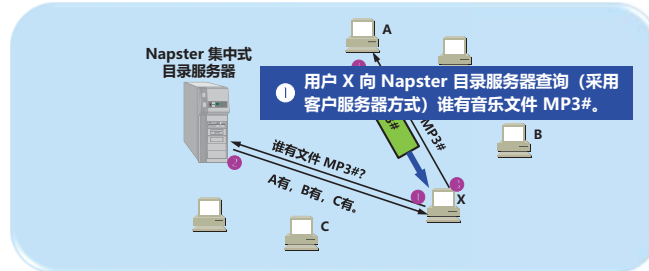 A
Napster 集中式
目录服务器
① 用户 X 向 Napster 目录服务器查询（采用
客户服务器方式）谁有音乐文件 MP3#。
MP3#
B
谁有文件 MP3#?
A有，B有，C有。
X
C